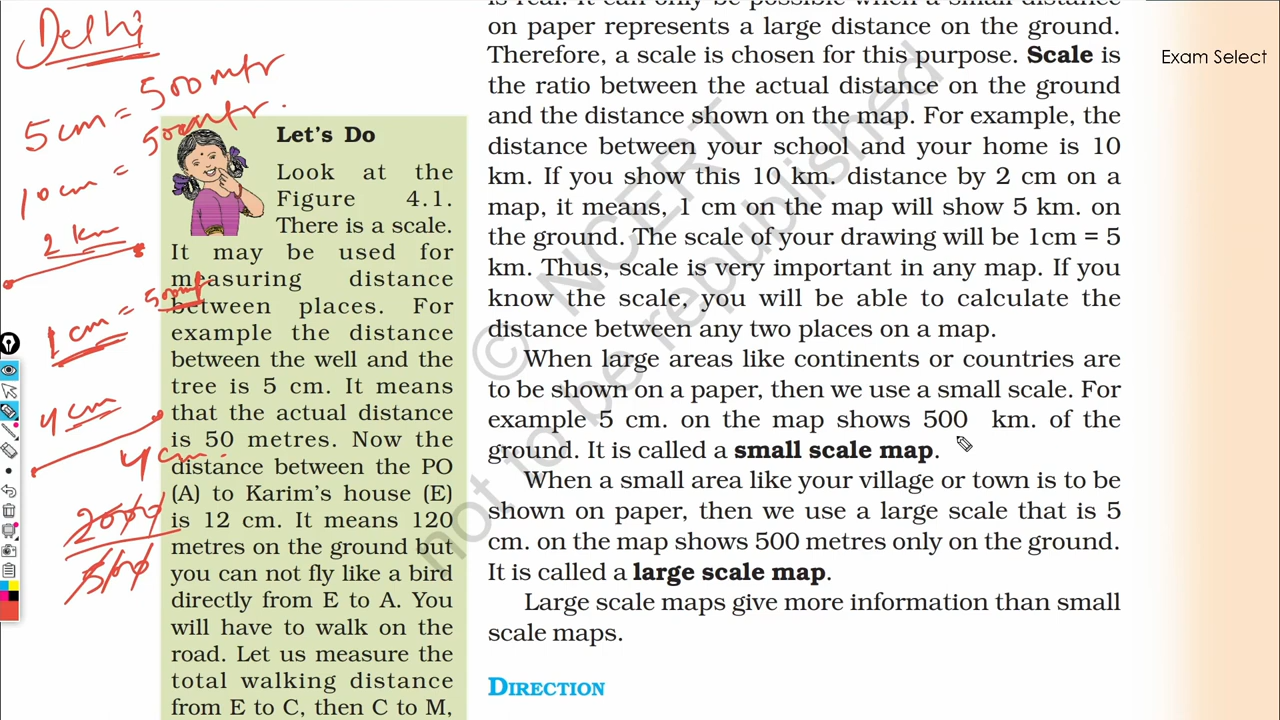 Delhi
5 cm = 500 mtr
10 cm = 500 mtr.
2 km
1 cm = 500 mtr
4 cm
4 cm.
2000
500
Let's Do
Look at the
Figure 4.1.
There is a scale.
It may be used for
measuring distance
between places. For
example the distance
between the well and the
tree is 5 cm. It means
that the actual distance
is 50 metres. Now the
distance between the PO
(A) to Karim's house (E)
is 12 cm. It means 120
metres on the ground but
you can not fly like a bird
directly from E to A. You
will have to walk on the
road. Let us measure the
total walking distance
from E to C, then C to M,
is real. It can only be possible when a small distance
on paper represents a large distance on the ground.
Therefore, a scale is chosen for this purpose. Scale is
the ratio between the actual distance on the ground
and the distance shown on the map. For example, the
distance between your school and your home is 10
km. If you show this 10 km. distance by 2 cm on a
map, it means, 1 cm on the map will show 5 km. on
the ground. The scale of your drawing will be 1cm = 5
km. Thus, scale is very important in any map. If you
know the scale, you will be able to calculate the
distance between any two places on a map.
When large areas like continents or countries are
to be shown on a paper, then we use a small scale. For
example 5 cm. on the map shows 500 km. of the
ground. It is called a small scale map.
When a small area like your village or town is to be
shown on paper, then we use a large scale that is 5
cm. on the map shows 500 metres only on the ground.
It is called a large scale map.
Large scale maps give more information than small
scale maps.
DIRECTION
© NCERT
not to be republished
Exam Select